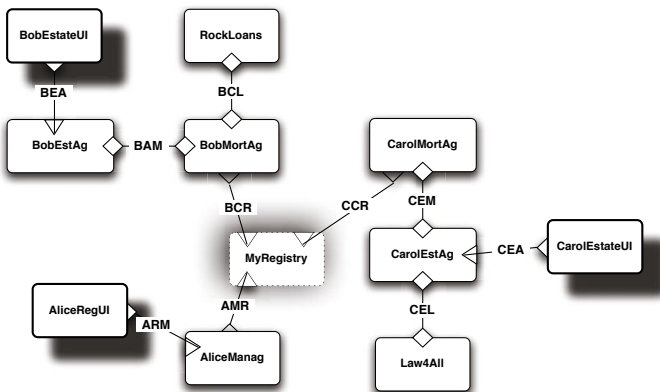 BobEstateUI
RockLoans
BEA
BCL
BobEstAg
BAM
BobMortAg
CarolMortAg
BCR
CCR
CEM
MyRegistry
CarolEstAg
CEA
CarolEstateUI
AliceRegUI
AMR
ARM
CEL
AliceManag
Law4All